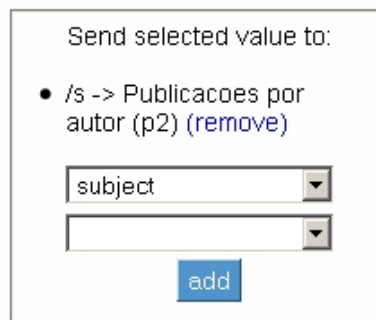 Send selected value to:
/s -> Publicacoes por
autor (p2) (remove)
subject
add